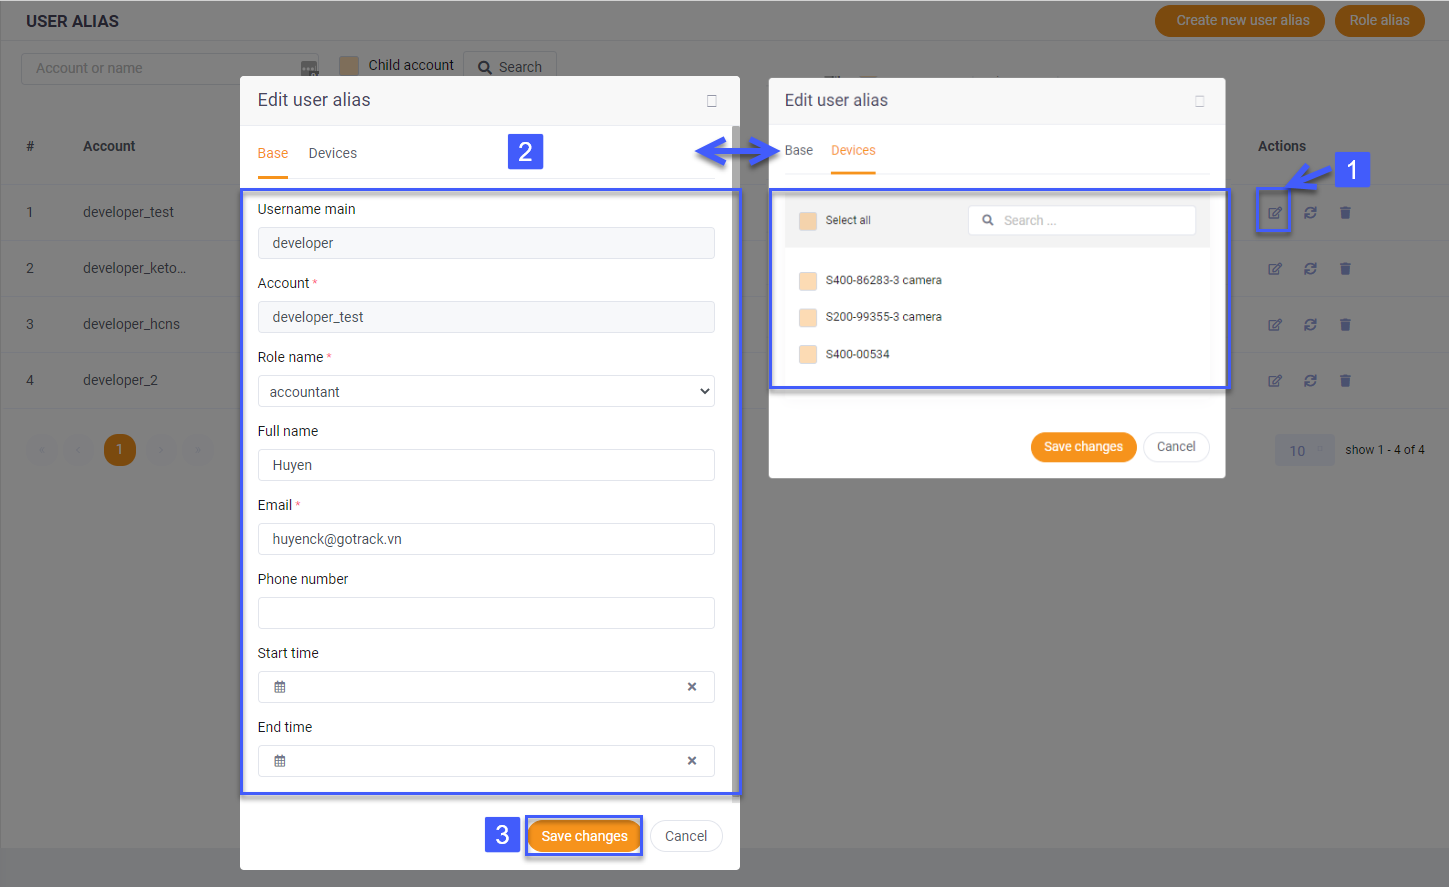 USER ALIAS
Create new user alias
Role alias
Account or name
Child account
Search
#
Account
Actions
1
developer_test
2
developer_keto...
3
developer_hcns
4
developer_2
1
10
show 1 - 4 of 4
1
Edit user alias
Base
Devices
2
Username main
developer
Account *
developer_test
Role name *
accountant
Full name
Huyen
Email *
huyenck@gotrack.vn
Phone number
Start time
End time
3
Save changes
Cancel
Edit user alias
Base
Devices
Select all
Search ...
S400-86283-3 camera
S200-99355-3 camera
S400-00534
Save changes
Cancel